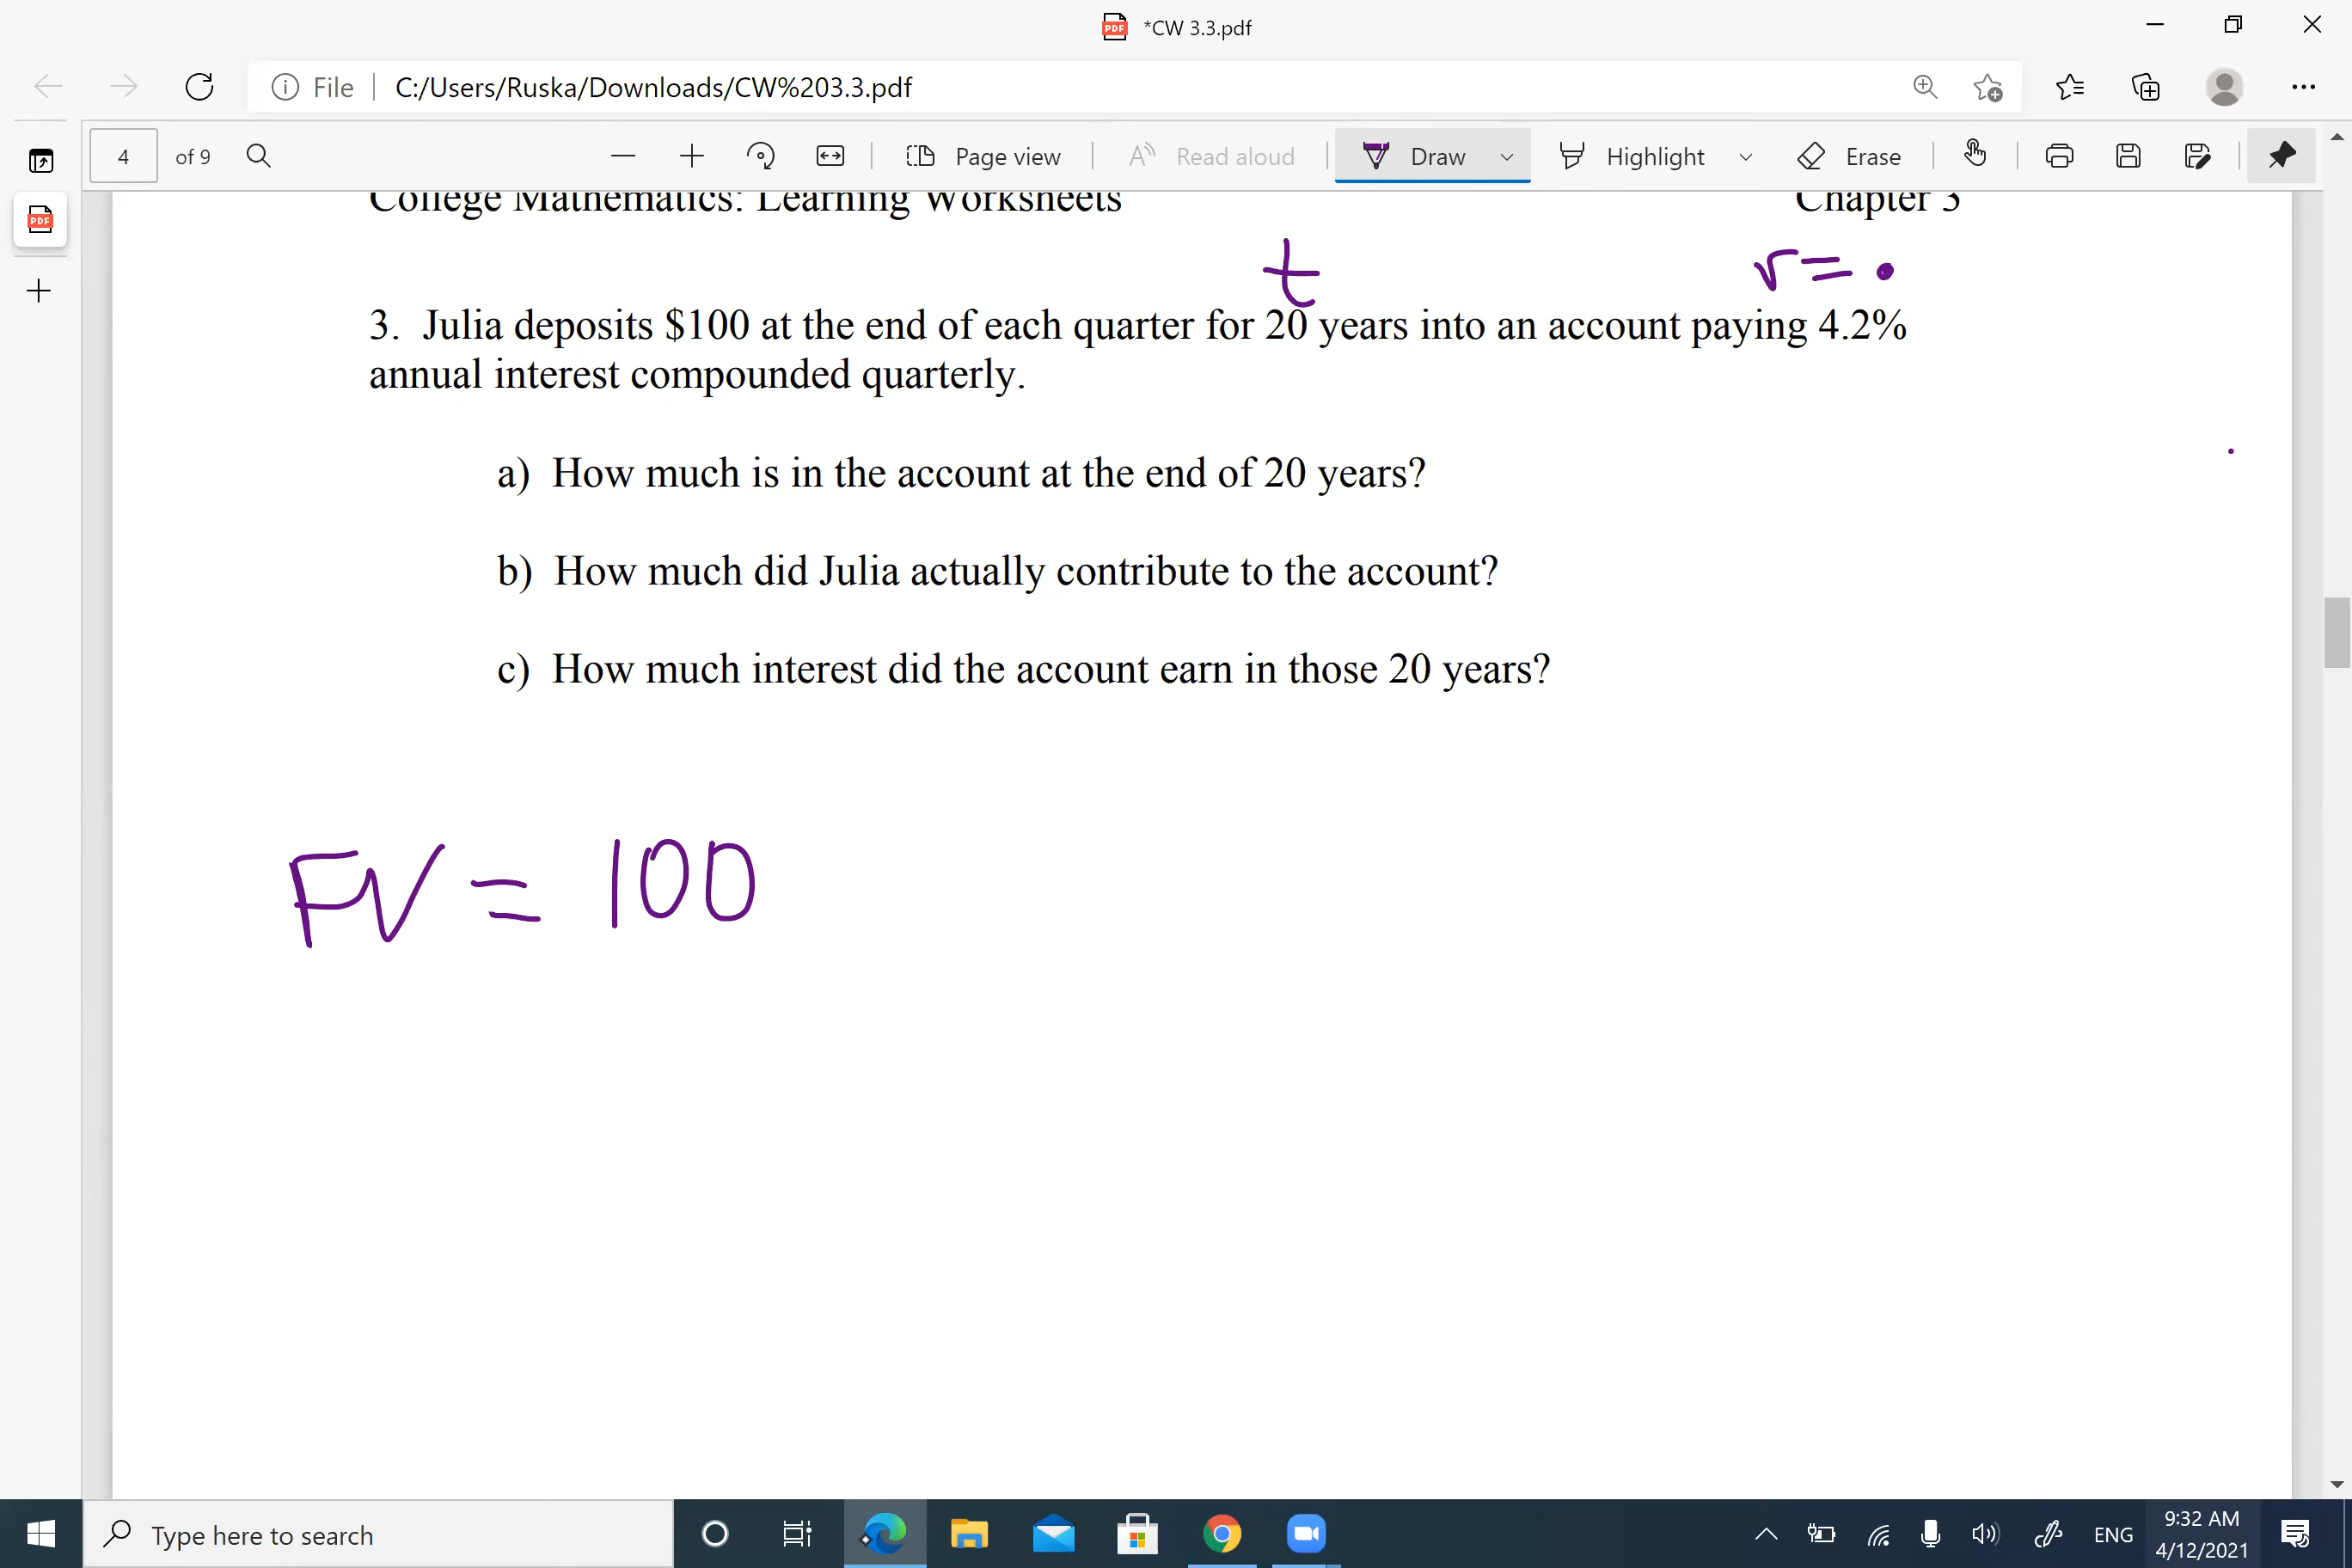 *CW 3.3.pdf
File C:/Users/Ruska/Downloads/CW%203.3.pdf
4 of 9 Page view Read aloud Draw Highlight Erase
College Mathematics: Learning Worksheets Chapter 3
t r = .
3. Julia deposits $100 at the end of each quarter for 20 years into an account paying 4.2%
annual interest compounded quarterly.
a) How much is in the account at the end of 20 years?
b) How much did Julia actually contribute to the account?
c) How much interest did the account earn in those 20 years?
FV = 100
Type here to search ENG 9:32 AM
4/12/2021